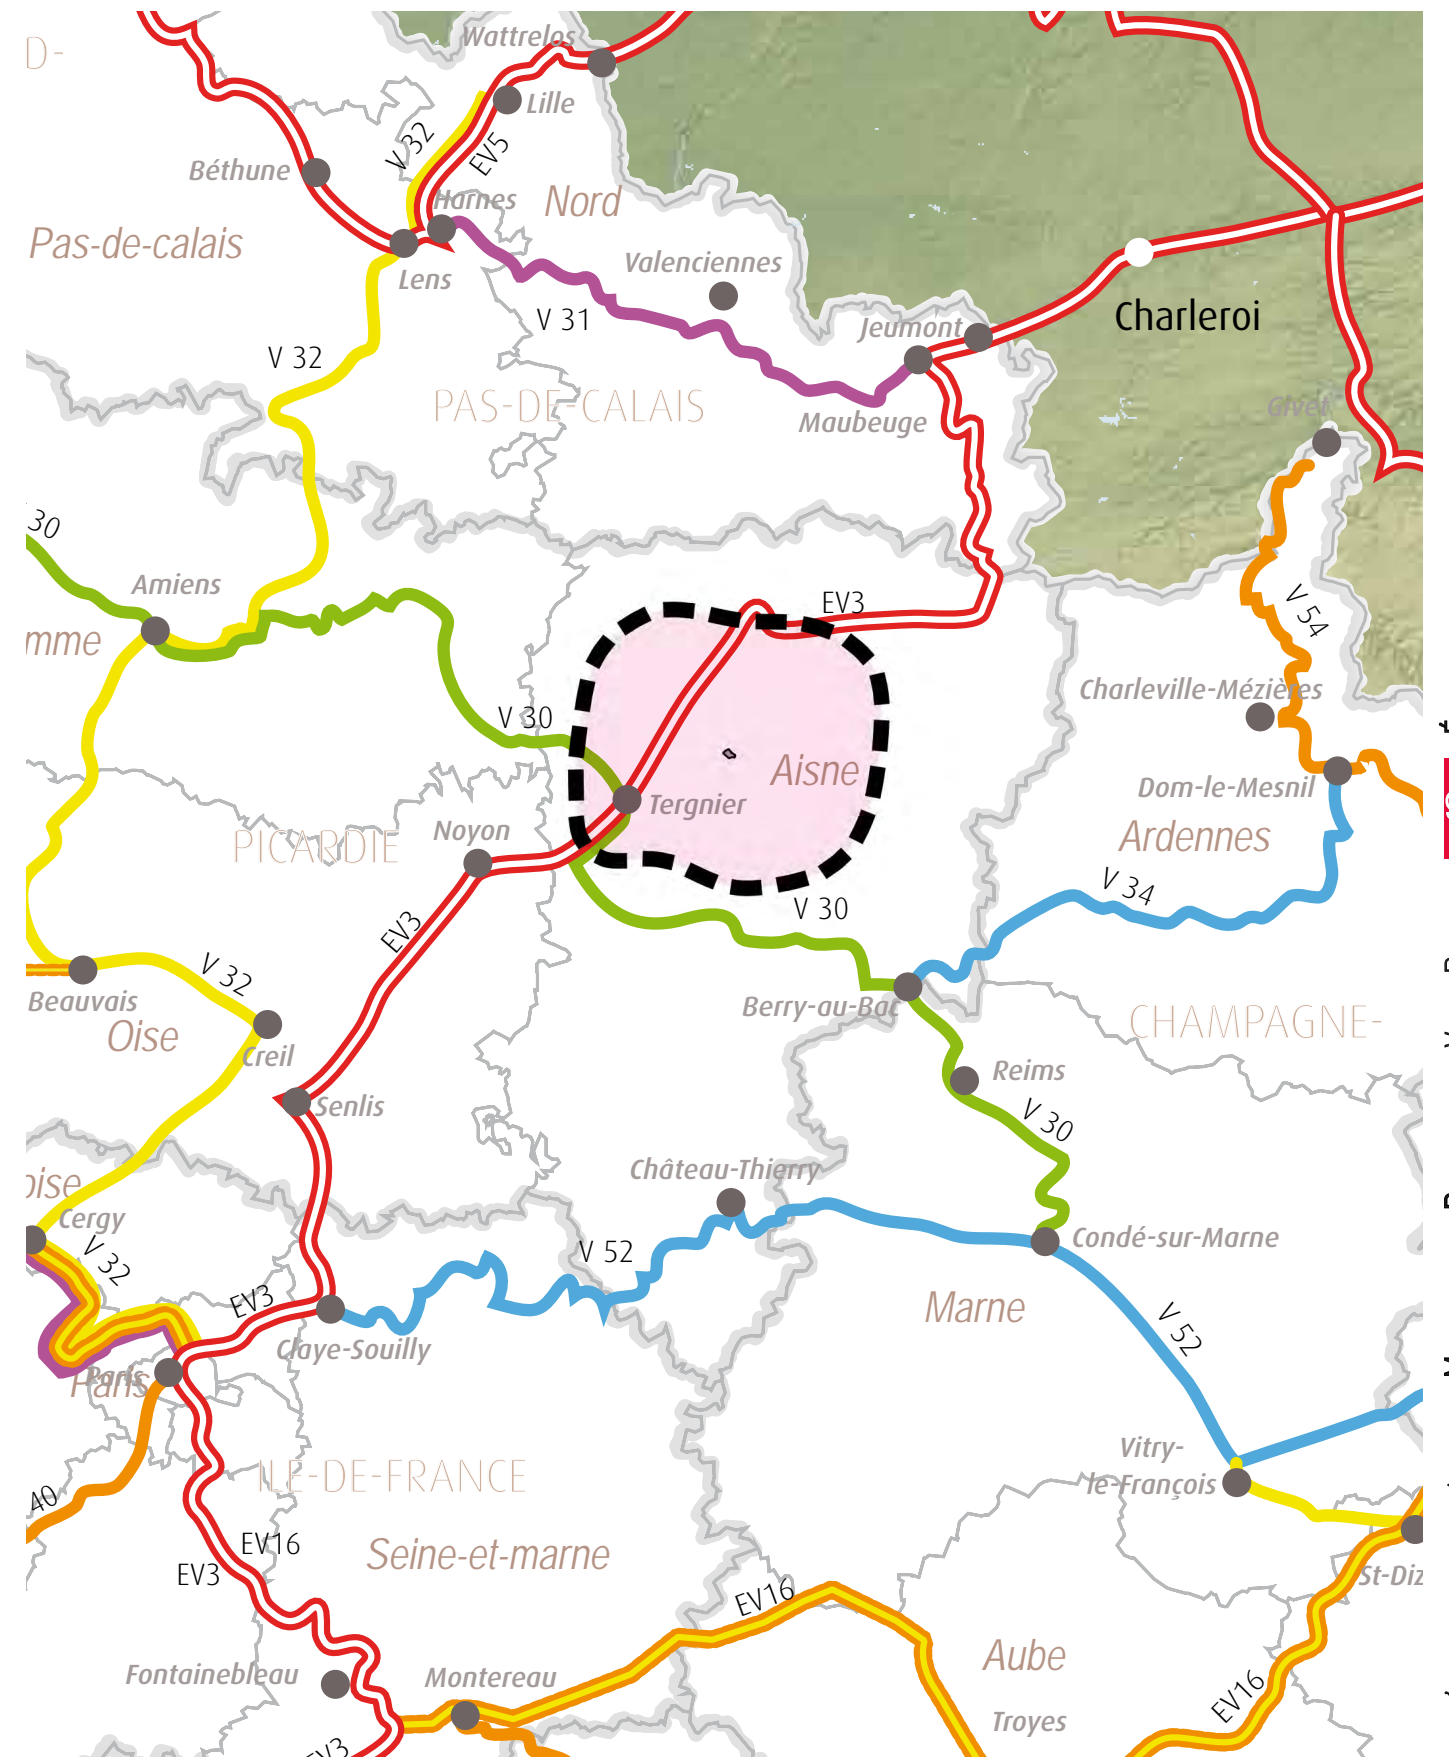 D-
Wattrelos
Lille
V 32
EV5
Béthune
Harnes
Nord
Pas-de-calais
Lens
Valenciennes
V 31
Jeumont
Charleroi
V 32
PAS-DE-CALAIS
Maubeuge
Givet
30
Amiens
EV3
V 54
mme
Charleville-Mézières
V 30
Aisne
Dom-le-Mesnil
Tergnier
Noyon
PICARDIE
Ardennes
V 34
V 30
EV3
V 32
Beauvais
Berry-au-Bac
CHAMPAGNE-
Oise
Creil
Reims
Senlis
V 30
Château-Thierry
oise
Cergy
V 32
Condé-sur-Marne
V 52
EV3
Marne
V 52
Claye-Souilly
Paris
Paris
Vitry-
le-François
ILE-DE-FRANCE
40
EV16
Seine-et-marne
EV3
St-Diz
EV16
Aube
Fontainebleau
Montereau
EV16
Troyes
EV3